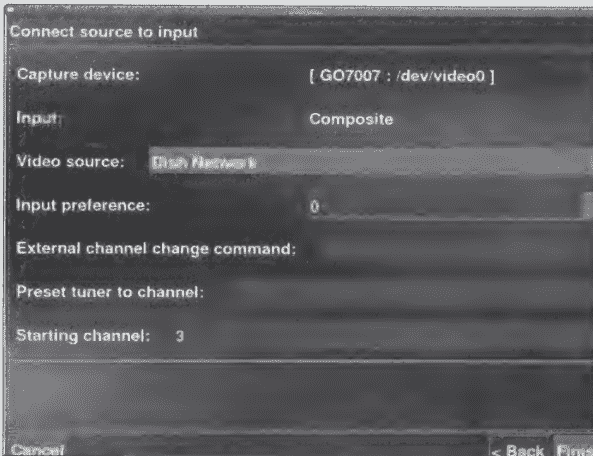 Connect source to input
Capture device: [ GO7007 : /dev/video0 ]
Input: Composite
Video source: Dish Network
Input preference: 0
External channel change command:
Preset tuner to channel:
Starting channel: 3
Cancel < Back Finis